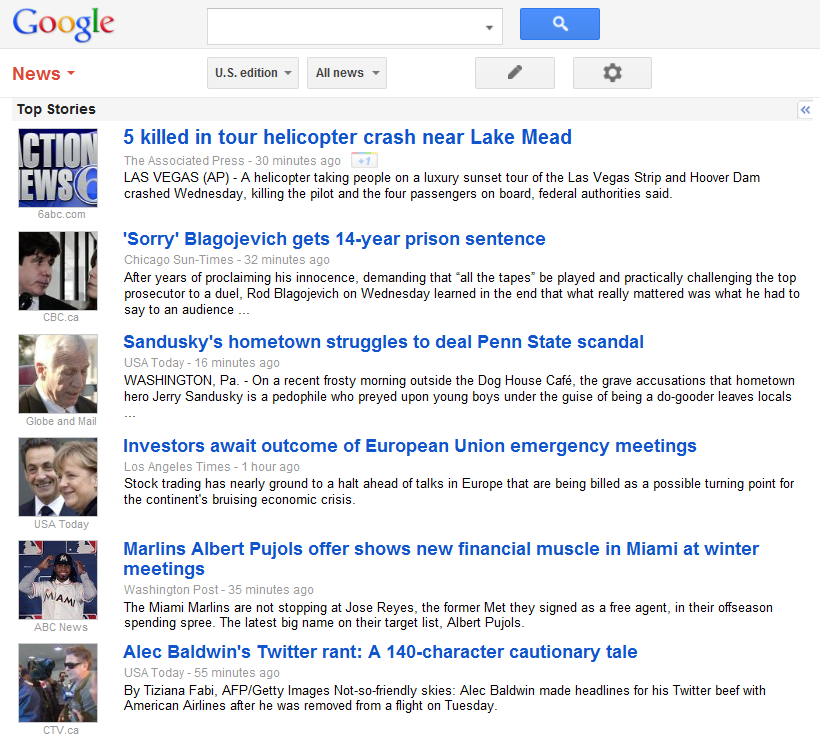 Google
News
U.S. edition
All news
Top Stories
«
CTION
EWS 6
6abc.com
5 killed in tour helicopter crash near Lake Mead
The Associated Press - 30 minutes ago +1
LAS VEGAS (AP) - A helicopter taking people on a luxury sunset tour of the Las Vegas Strip and Hoover Dam
crashed Wednesday, killing the pilot and the four passengers on board, federal authorities said.
CBC.ca
'Sorry' Blagojevich gets 14-year prison sentence
Chicago Sun-Times - 32 minutes ago
After years of proclaiming his innocence, demanding that “all the tapes” be played and practically challenging the top
prosecutor to a duel, Rod Blagojevich on Wednesday learned in the end that what really mattered was what he had to
say to an audience ...
Globe and Mail
Sandusky's hometown struggles to deal Penn State scandal
USA Today - 16 minutes ago
WASHINGTON, Pa. - On a recent frosty morning outside the Dog House Café, the grave accusations that hometown
hero Jerry Sandusky is a pedophile who preyed upon young boys under the guise of being a do-gooder leaves locals
...
USA Today
Investors await outcome of European Union emergency meetings
Los Angeles Times - 1 hour ago
Stock trading has nearly ground to a halt ahead of talks in Europe that are being billed as a possible turning point for
the continent's bruising economic crisis.
MIAMI
ABC News
Marlins Albert Pujols offer shows new financial muscle in Miami at winter
meetings
Washington Post - 35 minutes ago
The Miami Marlins are not stopping at Jose Reyes, the former Met they signed as a free agent, in their offseason
spending spree. The latest big name on their target list, Albert Pujols.
CTV.ca
Alec Baldwin's Twitter rant: A 140-character cautionary tale
USA Today - 55 minutes ago
By Tiziana Fabi, AFP/Getty Images Not-so-friendly skies: Alec Baldwin made headlines for his Twitter beef with
American Airlines after he was removed from a flight on Tuesday.